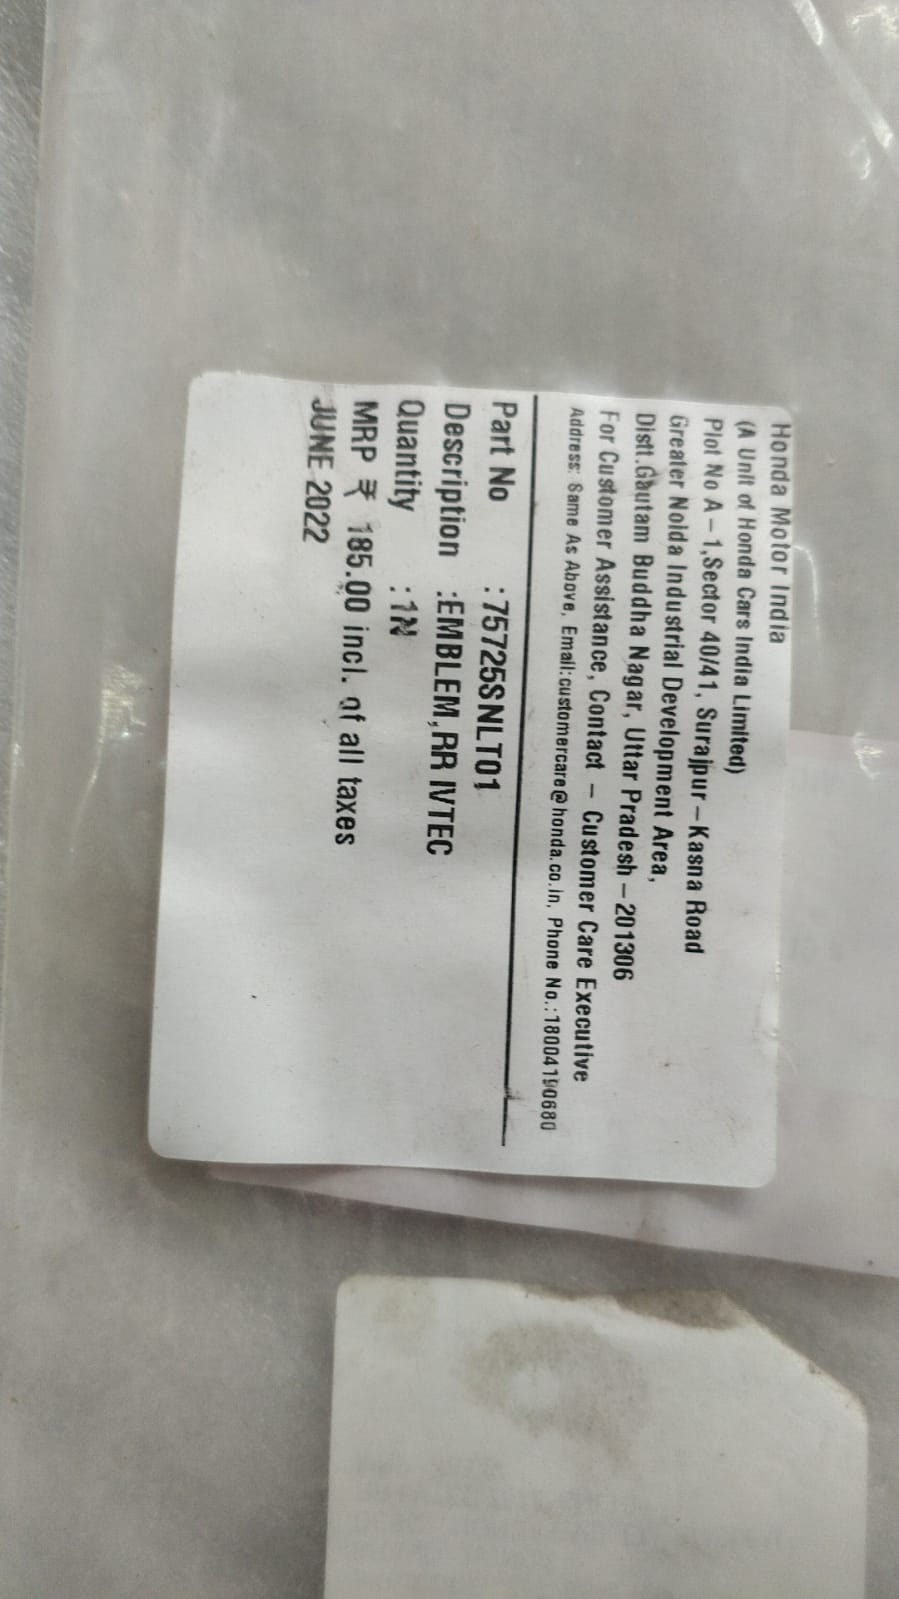 Honda Motor India
(A Unit of Honda Cars India Limited)
Plot No A – 1,Sector 40/41, Surajpur – Kasna Road
Greater Noida Industrial Development Area,
Distt.Gautam Buddha Nagar, Uttar Pradesh – 201306
For Customer Assistance, Contact – Customer Care Executive
Address: Same As Above, Email:customercare@honda.co.in, Phone No.:18004190680
Part No :75725SNLT01
Description :EMBLEM,RR IVTEC
Quantity :1N
MRP ₹ 185.00 incl. of all taxes
JUNE 2022